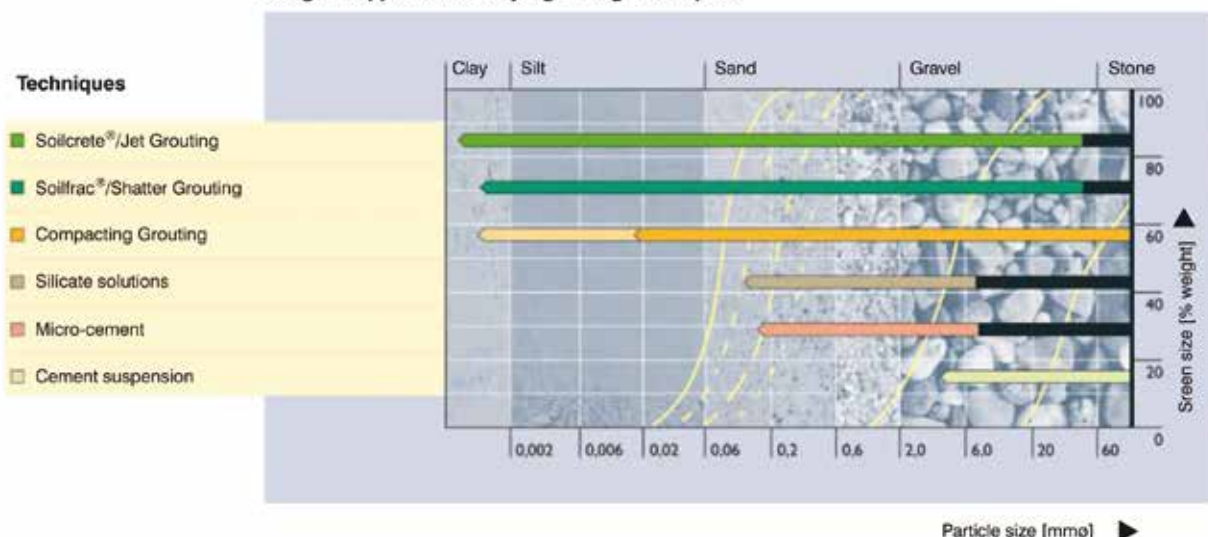 Techniques
Clay Silt Sand Gravel Stone
Soilcrete®/Jet Grouting
Soilfrac®/Shatter Grouting
Compacting Grouting
Silicate solutions
Micro-cement
Cement suspension
100
80
60
40
20
0
Sreen size [% weight]
0,002 0,006 0,02 0,06 0,2 0,6 2,0 6,0 20 60
Particle size [mmø]